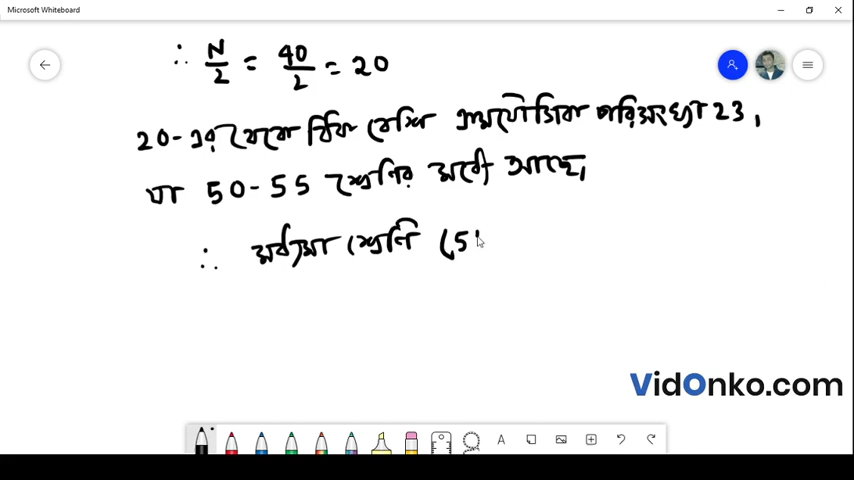 Microsoft Whiteboard
∴ N/2 = 40/2 = 20
20-এর থেকে ঠিক বেশি ক্রমযৌগিক পরিসংখ্যা 23,
যা 50-55 শ্রেণির মধ্যে আছে,
∴ মধ্যমা শ্রেণি (5
VidOnko.com